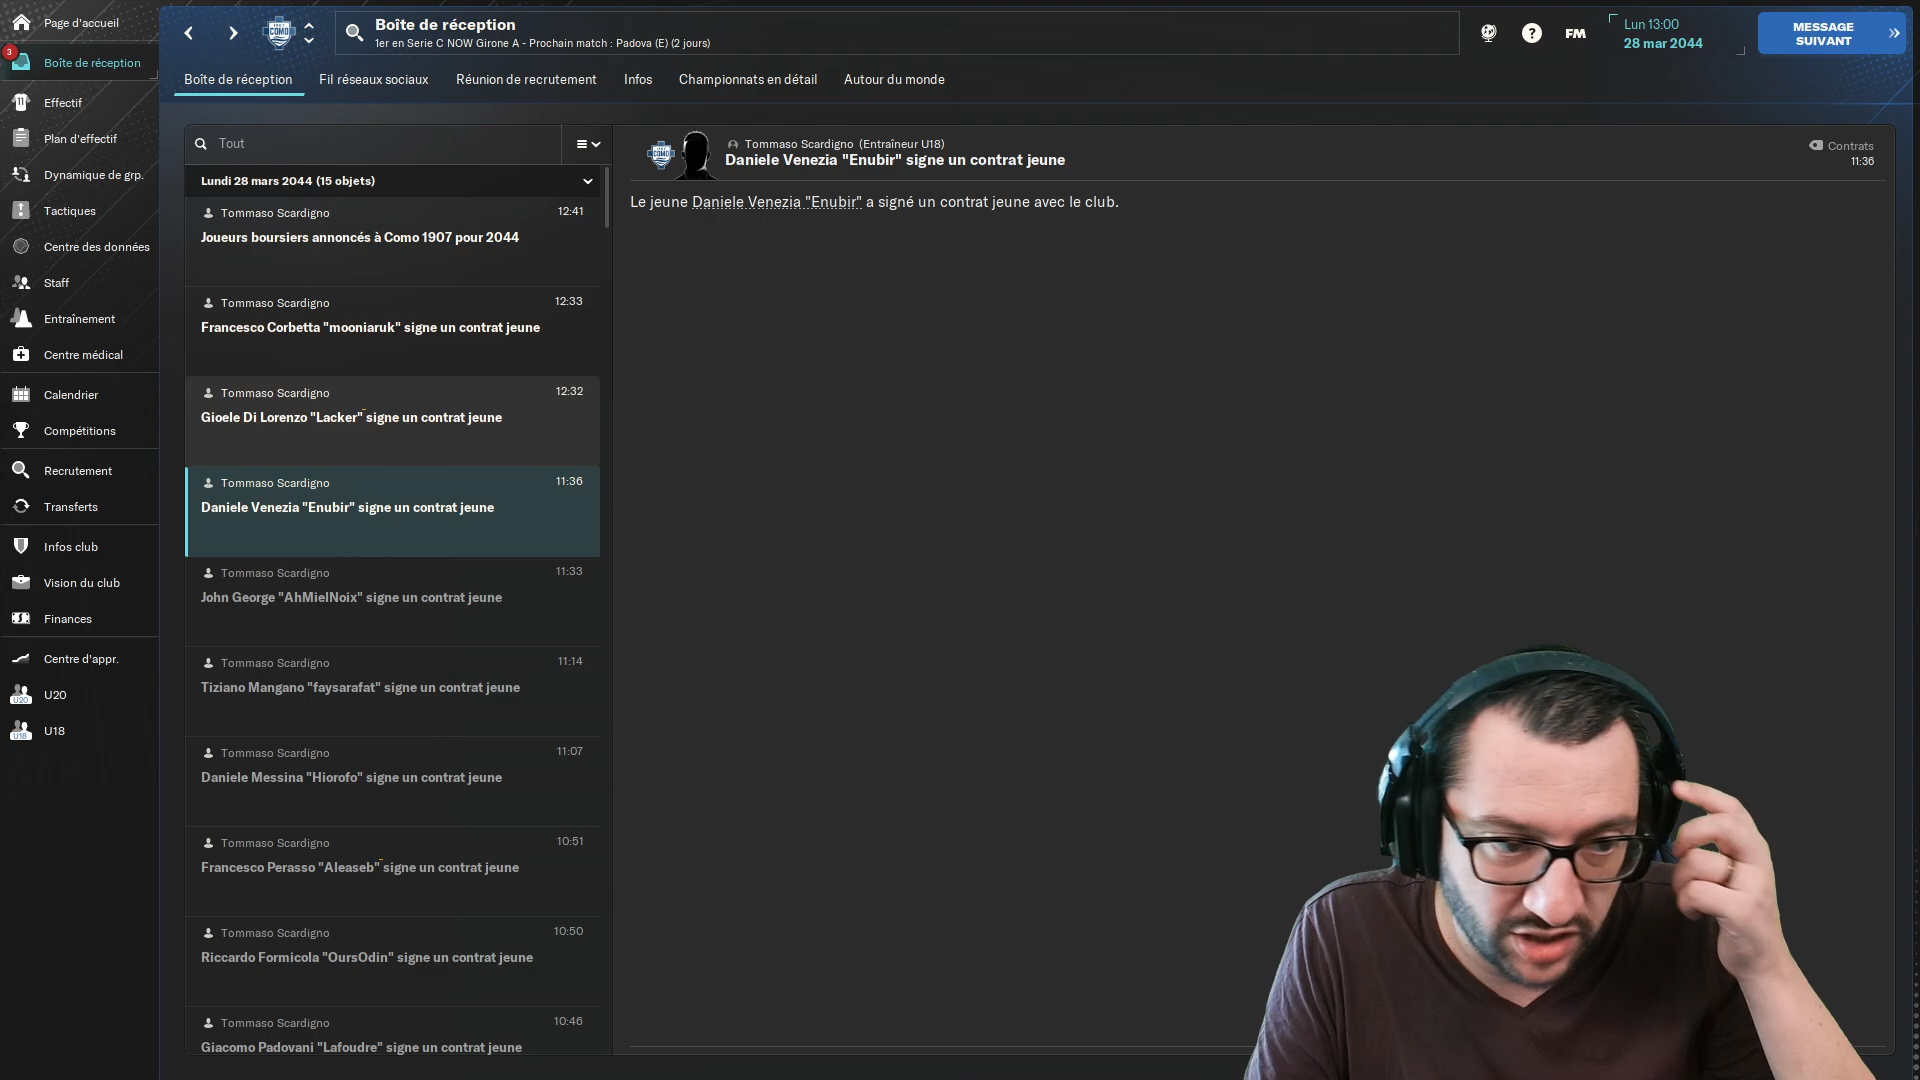 Page d'accueil
3
Boîte de réception
Effectif
Plan d'effectif
Dynamique de grp.
Tactiques
Centre des données
Staff
Entraînement
Centre médical
Calendrier
Compétitions
Recrutement
Transferts
Infos club
Vision du club
Finances
Centre d'appr.
U20
U20
U18
U18
COMO
Boîte de réception
1er en Serie C NOW Girone A - Prochain match : Padova (E) (2 jours)
?
FM
Lun 13:00
28 mar 2044
MESSAGE
SUIVANT
Boîte de réception
Fil réseaux sociaux
Réunion de recrutement
Infos
Championnats en détail
Autour du monde
Tout
Lundi 28 mars 2044 (15 objets)
Tommaso Scardigno 12:41
Joueurs boursiers annoncés à Como 1907 pour 2044
Tommaso Scardigno 12:33
Francesco Corbetta "mooniaruk" signe un contrat jeune
Tommaso Scardigno 12:32
Gioele Di Lorenzo "Lacker" signe un contrat jeune
Tommaso Scardigno 11:36
Daniele Venezia "Enubir" signe un contrat jeune
Tommaso Scardigno 11:33
John George "AhMielNoix" signe un contrat jeune
Tommaso Scardigno 11:14
Tiziano Mangano "faysarafat" signe un contrat jeune
Tommaso Scardigno 11:07
Daniele Messina "Hiorofo" signe un contrat jeune
Tommaso Scardigno 10:51
Francesco Perasso "Aleaseb" signe un contrat jeune
Tommaso Scardigno 10:50
Riccardo Formicola "OursOdin" signe un contrat jeune
Tommaso Scardigno 10:46
Giacomo Padovani "Lafoudre" signe un contrat jeune
COMO
Tommaso Scardigno (Entraîneur U18)
Daniele Venezia "Enubir" signe un contrat jeune
Contrats
11:36
Le jeune Daniele Venezia "Enubir" a signé un contrat jeune avec le club.